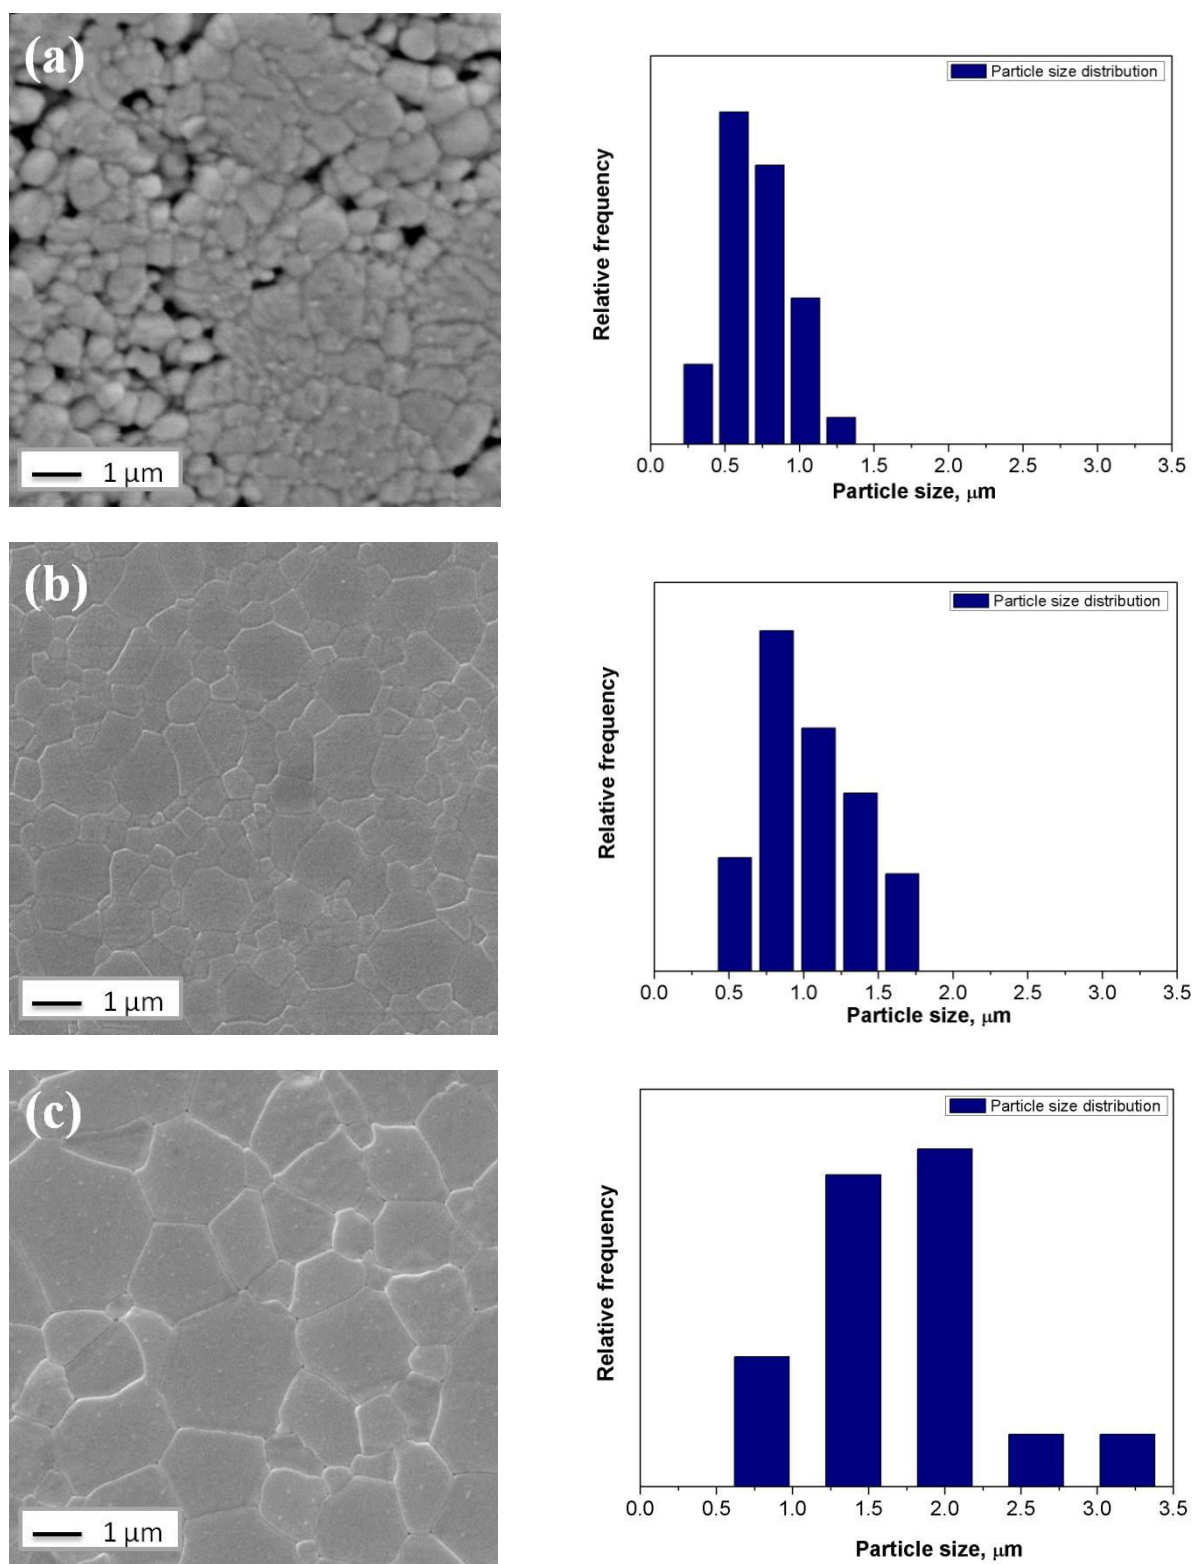 (a)
1 μm
Particle size distribution
Relative frequency
0.0 0.5 1.0 1.5 2.0 2.5 3.0 3.5
Particle size, μm
(b)
1 μm
Particle size distribution
Relative frequency
0.0 0.5 1.0 1.5 2.0 2.5 3.0 3.5
Particle size, μm
(c)
1 μm
Particle size distribution
Relative frequency
0.0 0.5 1.0 1.5 2.0 2.5 3.0 3.5
Particle size, μm